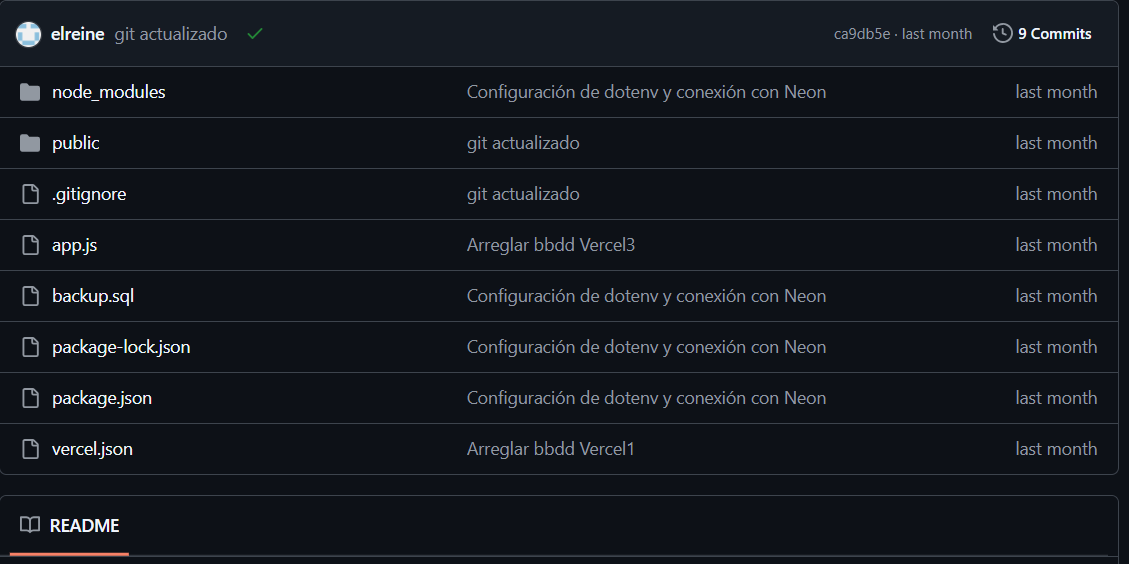 elreine git actualizado ca9db5e · last month 9 Commits
node_modules Configuración de dotenv y conexión con Neon last month
public git actualizado last month
.gitignore git actualizado last month
app.js Arreglar bbdd Vercel3 last month
backup.sql Configuración de dotenv y conexión con Neon last month
package-lock.json Configuración de dotenv y conexión con Neon last month
package.json Configuración de dotenv y conexión con Neon last month
vercel.json Arreglar bbdd Vercel1 last month
README